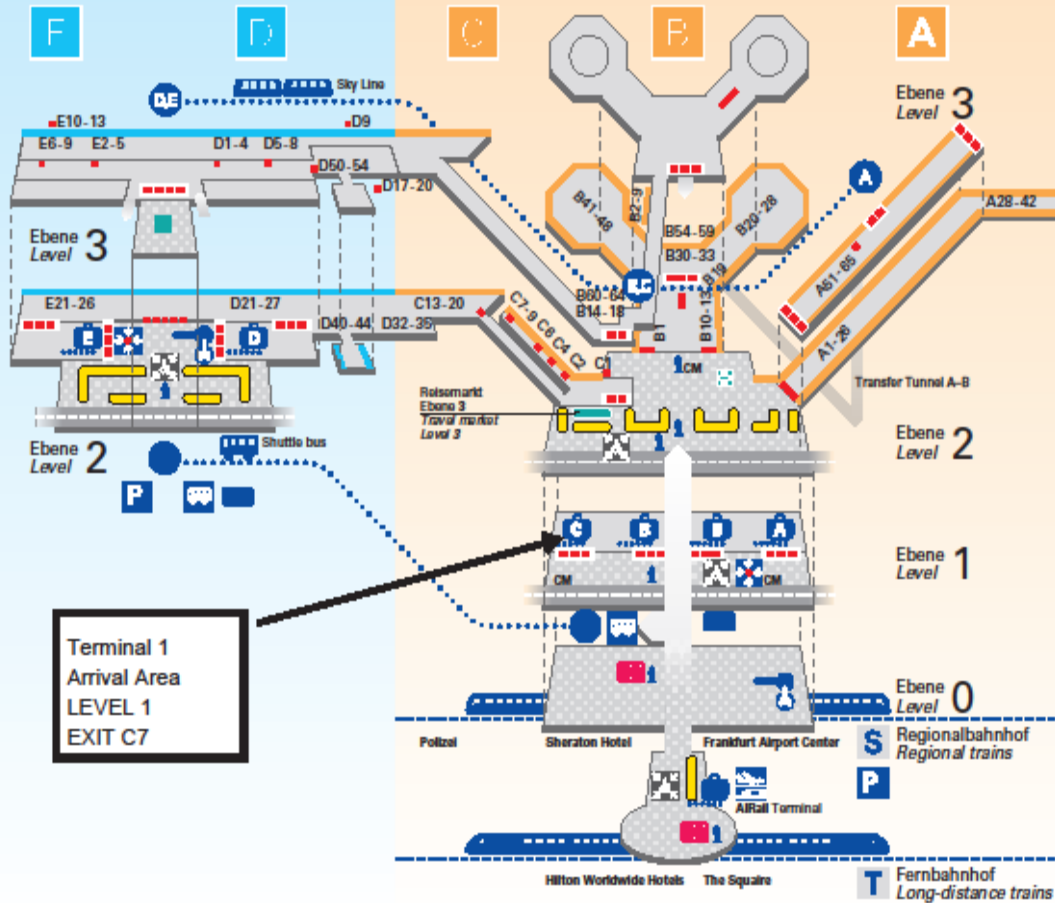 E
D
C
B
A
Sky Line
D,E
Ebene
Level 3
E10-13
D9
E6-9
E2-5
D1-4
D5-8
D50-54
D17-20
B41-48
B2-9
B20-28
A
A28-42
B54-59
B30-33
Ebene
Level 3
B19
A61-65
B,C
E21-26
D21-27
C13-20
C7-9
C6
C4
C2
B60-64
B14-18
B1
B10-13
A1-26
D40-44
D32-35
E
D
C1
CM
Transfer Tunnel A-B
Reisemarkt
Ebene 3
Travel market
Level 3
Ebene
Level 2
Shuttle bus
Ebene
Level 2
P
C
B
B
A
CM
CM
Ebene
Level 1
Terminal 1
Arrival Area
LEVEL 1
EXIT C7
Ebene
Level 0
Polizei
Sheraton Hotel
Frankfurt Airport Center
S
Regionalbahnhof
Regional trains
P
AIRail Terminal
Hilton Worldwide Hotels
The Squaire
T
Fernbahnhof
Long-distance trains